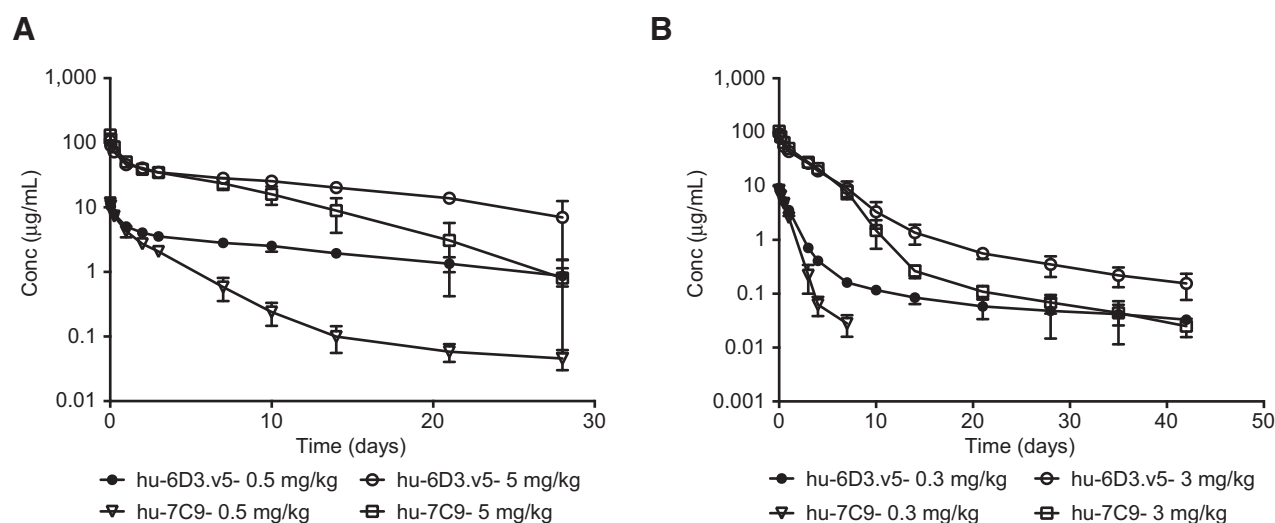 A
1,000
100
10
1
0.1
0.01
Conc (µg/mL)
0
10
20
30
Time (days)
hu-6D3.v5- 0.5 mg/kg
hu-6D3.v5- 5 mg/kg
hu-7C9- 0.5 mg/kg
hu-7C9- 5 mg/kg
B
1,000
100
10
1
0.1
0.01
0.001
Conc (µg/mL)
0
10
20
30
40
50
Time (days)
hu-6D3.v5- 0.3 mg/kg
hu-6D3.v5- 3 mg/kg
hu-7C9- 0.3 mg/kg
hu-7C9- 3 mg/kg